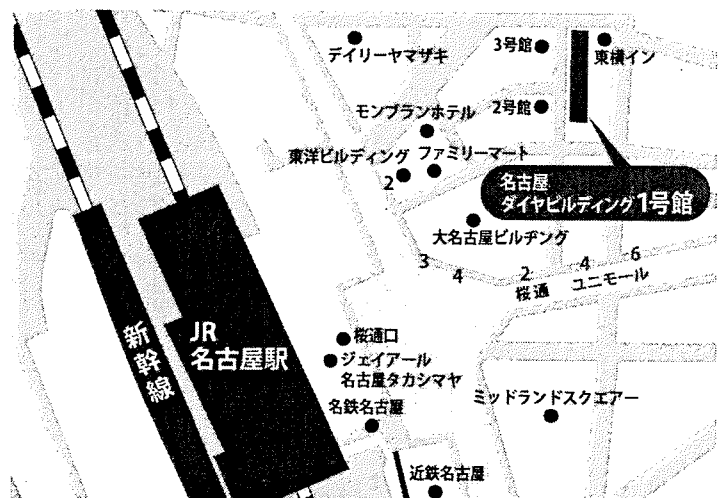 デイリーヤマザキ
3号館
東横イン
2号館
モンブランホテル
東洋ビルディング
ファミリーマート
2
名古屋
ダイヤビルディング1号館
大名古屋ビルヂング
3
4
2
4
6
桜通
ユニモール
新幹線
JR
名古屋駅
桜通口
ジェイアール
名古屋タカシマヤ
名鉄名古屋
ミッドランドスクエアー
近鉄名古屋